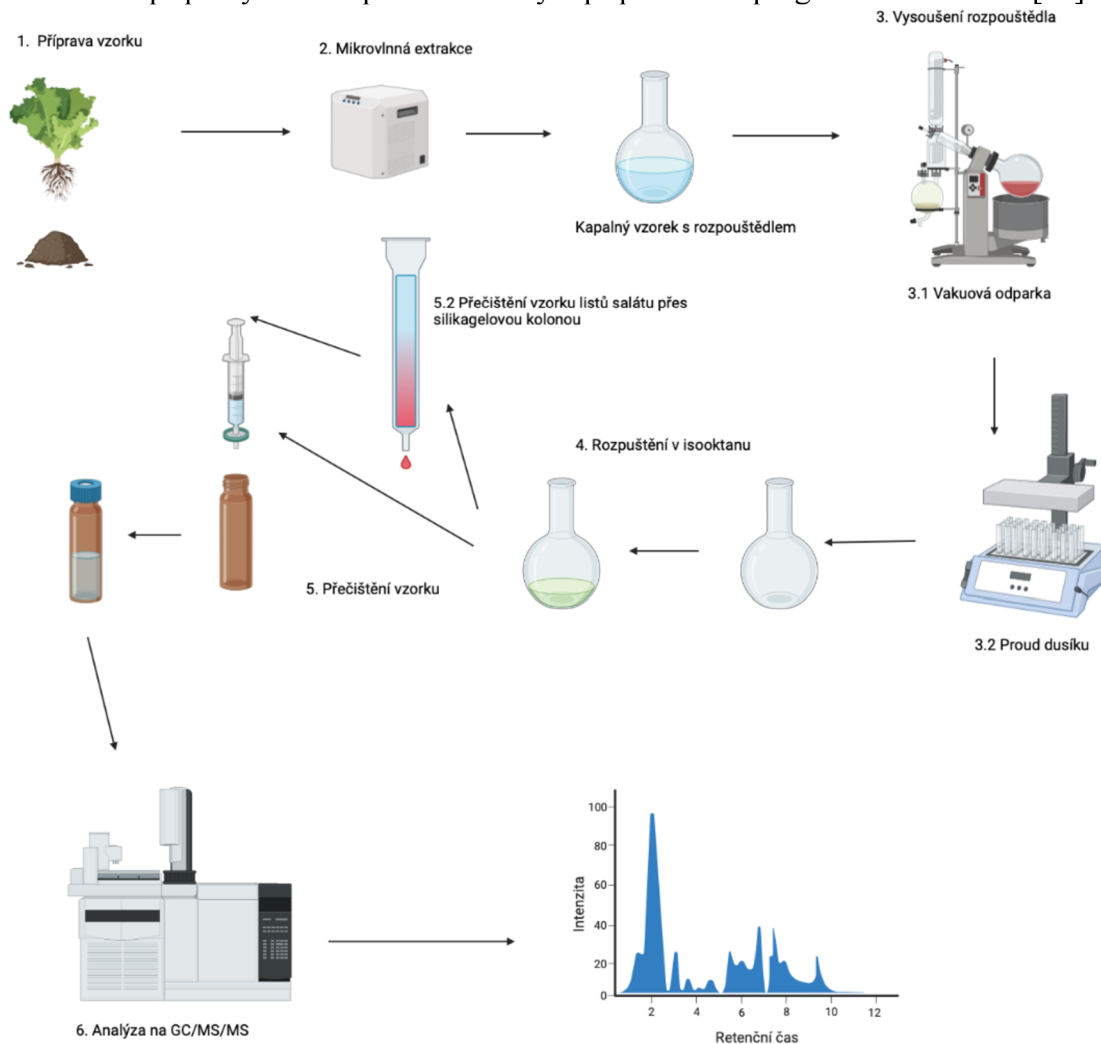 1. Příprava vzorku
2. Mikrovlnná extrakce
3. Vysoušení rozpouštědla
Kapalný vzorek s rozpouštědlem
3.1 Vakuová odparka
5.2 Přečištění vzorku listů salátu přes
silikagelovou kolonou
4. Rozpuštění v isooktanu
5. Přečištění vzorku
3.2 Proud dusíku
6. Analýza na GC/MS/MS
Intenzita
100
80
60
40
20
0
2 4 6 8 10 12
Retenční čas